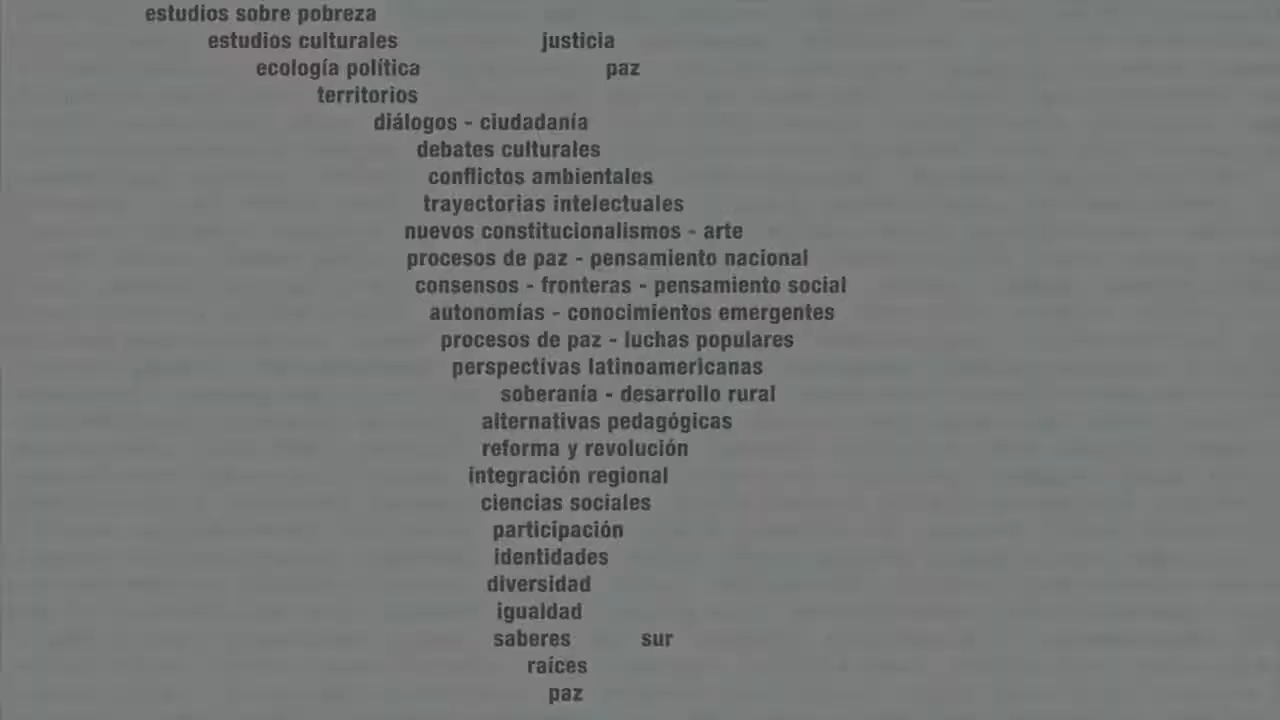 estudios sobre pobreza
estudios culturales justicia
ecología política paz
territorios
diálogos - ciudadanía
debates culturales
conflictos ambientales
trayectorias intelectuales
nuevos constitucionalismos - arte
procesos de paz - pensamiento nacional
consensos - fronteras - pensamiento social
autonomías - conocimientos emergentes
procesos de paz - luchas populares
perspectivas latinoamericanas
soberanía - desarrollo rural
alternativas pedagógicas
reforma y revolución
integración regional
ciencias sociales
participación
identidades
diversidad
igualdad
saberes sur
raíces
paz